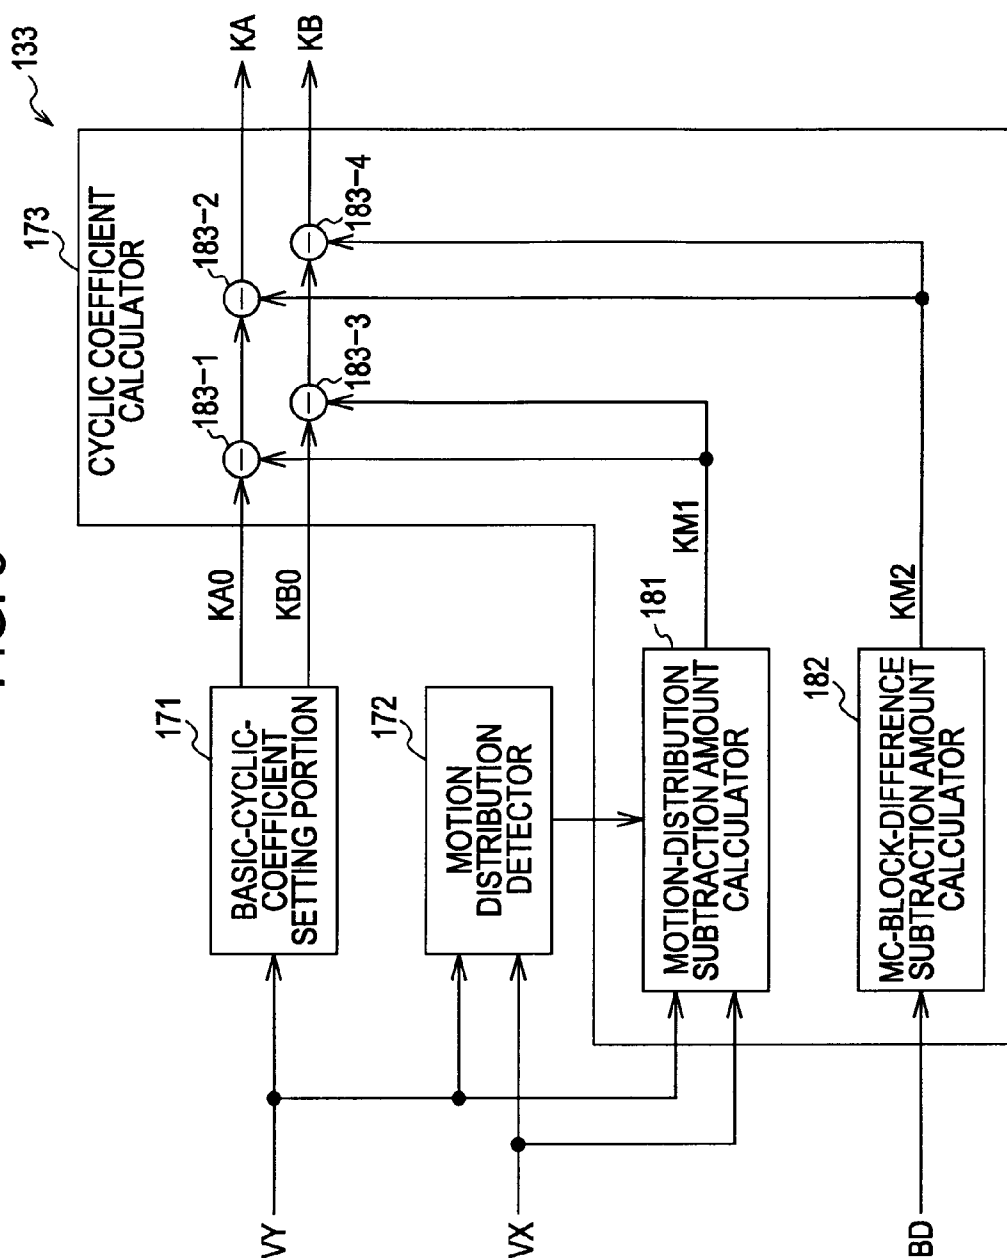 133
173
CYCLIC COEFFICIENT
CALCULATOR
KA
KB
183-1
183-2
183-3
183-4
KA0
KB0
KM1
KM2
171
BASIC-CYCLIC-
COEFFICIENT
SETTING PORTION
172
MOTION
DISTRIBUTION
DETECTOR
181
MOTION-DISTRIBUTION
SUBTRACTION AMOUNT
CALCULATOR
182
MC-BLOCK-DIFFERENCE
SUBTRACTION AMOUNT
CALCULATOR
VY
VX
BD